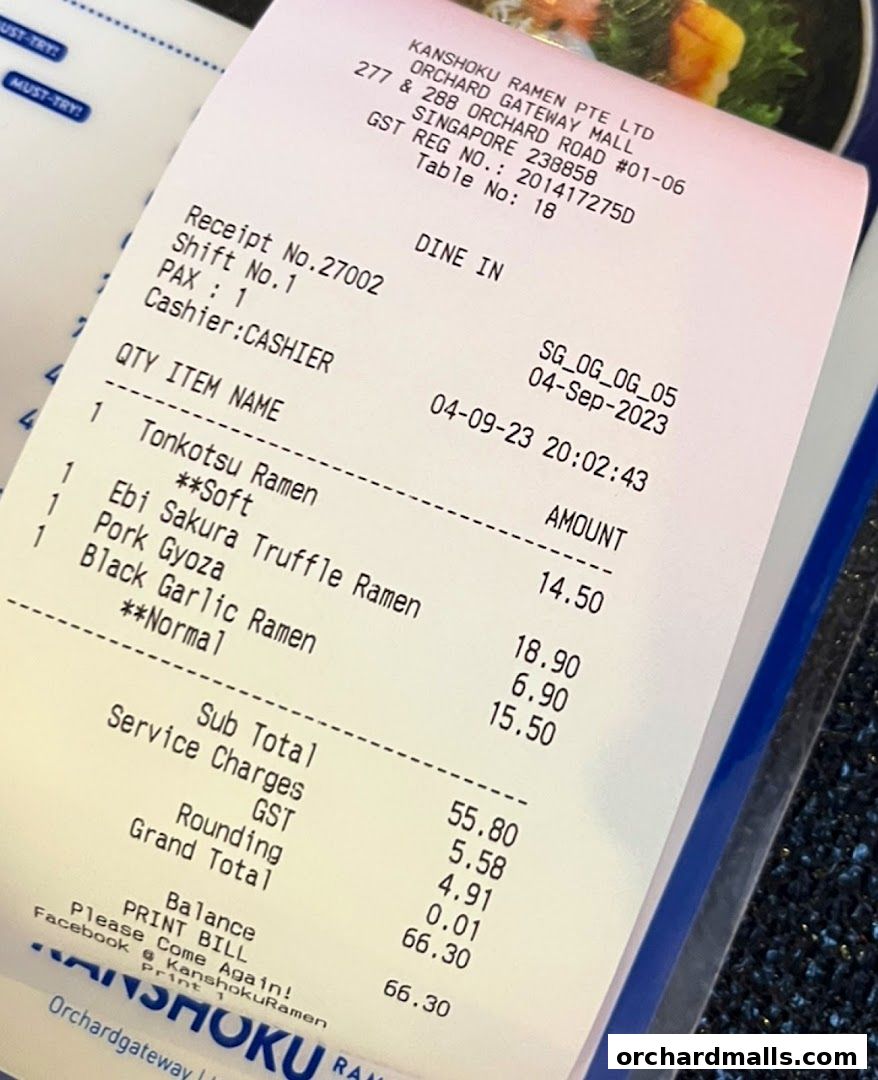 MUST-TRY!
MUST-TRY!
KANSHOKU RAMEN PTE LTD
ORCHARD GATEWAY MALL
277 & 288 ORCHARD ROAD #01-06
SINGAPORE 238858
GST REG NO.: 201417275D
Table No: 18
DINE IN
Receipt No.27002
Shift No.1 SG_OG_OG_05
PAX : 1 04-Sep-2023
Cashier:CASHIER 04-09-23 20:02:43
QTY ITEM NAME AMOUNT
1 Tonkotsu Ramen 14.50
**Soft
1 Ebi Sakura Truffle Ramen 18.90
1 Pork Gyoza 6.90
1 Black Garlic Ramen 15.50
**Normal
Sub Total 55.80
Service Charges 5.58
GST 4.91
Rounding 0.01
Grand Total 66.30
Balance 66.30
PRINT BILL
Please Come Again!
Facebook @ KanshokuRamen
Print 1
KANSHOKU
Orchardgateway
orchardmalls.com